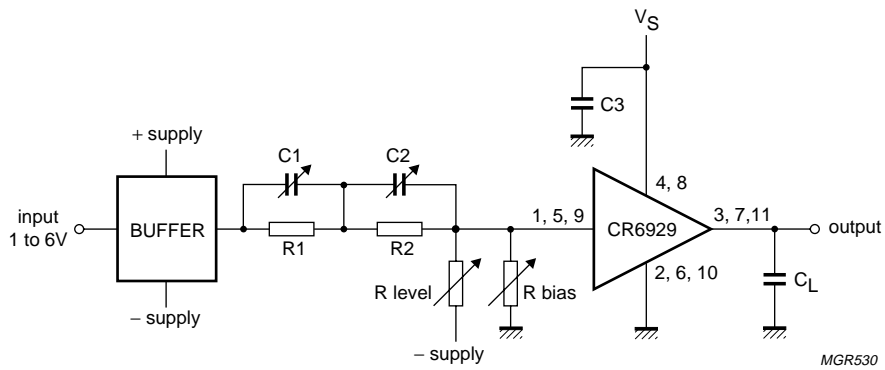 V_S
C3
+ supply
C1
C2
input
1 to 6V
BUFFER
R1
R2
1, 5, 9
CR6929
4, 8
3, 7,11
output
2, 6, 10
R level
R bias
C_L
− supply
− supply
MGR530